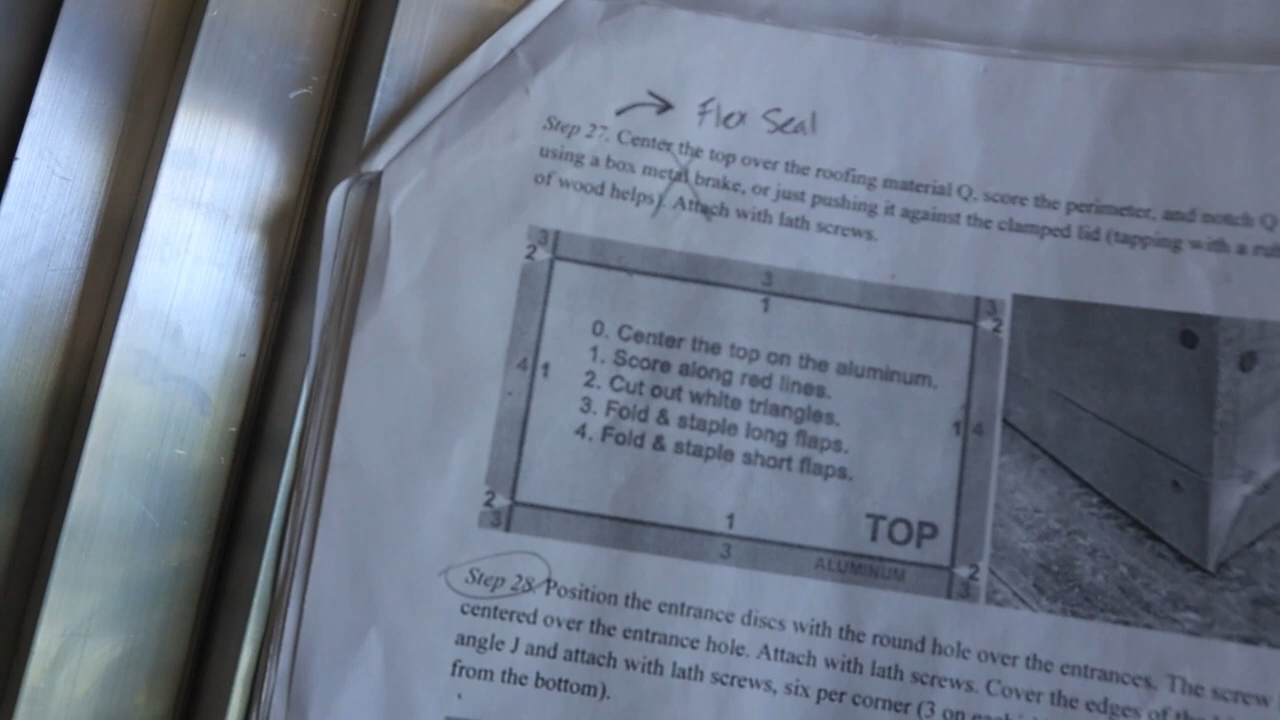 → Flex Seal
Step 27. Center the top over the roofing material Q, score the perimeter, and notch Q
using a box metal brake, or just pushing it against the clamped lid (tapping with a
of wood helps). Attach with lath screws.
3 3 3
2 1 2
0. Center the top on the aluminum.
1. Score along red lines.
2. Cut out white triangles.
3. Fold & staple long flaps.
4. Fold & staple short flaps.
4 1 1 4
2 1 TOP
3 3 ALUMINUM 2
3
Step 28. Position the entrance discs with the round hole over the entrances. The screw
centered over the entrance hole. Attach with lath screws. Cover the edges of
angle J and attach with lath screws, six per corner (3 on
from the bottom).